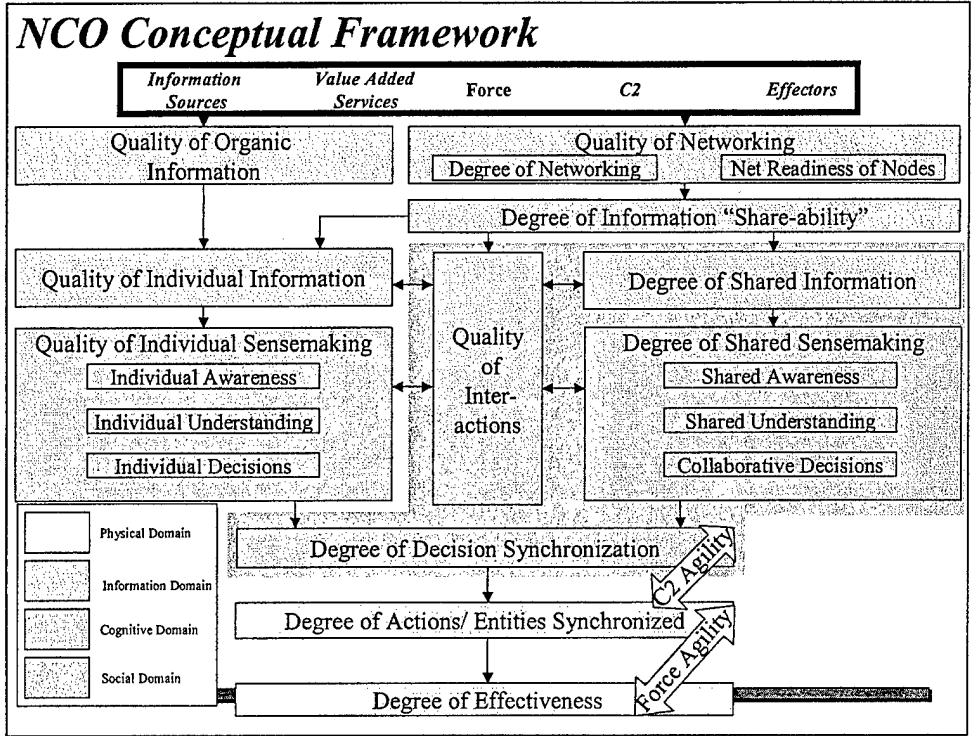 NCO Conceptual Framework
Information Sources
Value Added Services
Force
C2
Effectors
Quality of Organic
Information
Quality of Networking
Degree of Networking
Net Readiness of Nodes
Degree of Information “Share-ability”
Quality of Individual Information
Degree of Shared Information
Quality of Individual Sensemaking
Individual Awareness
Individual Understanding
Individual Decisions
Quality
of
Inter-
actions
Degree of Shared Sensemaking
Shared Awareness
Shared Understanding
Collaborative Decisions
Physical Domain
Information Domain
Cognitive Domain
Social Domain
Degree of Decision Synchronization
C2 Agility
Degree of Actions/ Entities Synchronized
Force Agility
Degree of Effectiveness